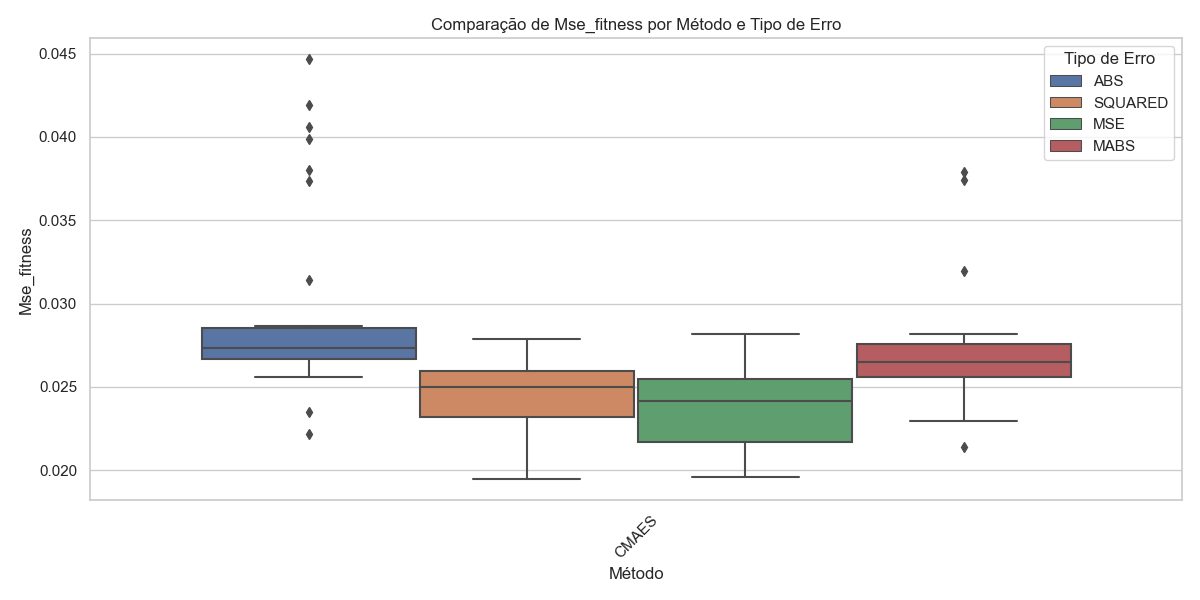 Comparação de Mse_fitness por Método e Tipo de Erro
Tipo de Erro
ABS
SQUARED
MSE
MABS
Mse_fitness
0.045
0.040
0.035
0.030
0.025
0.020
CMAES
Método